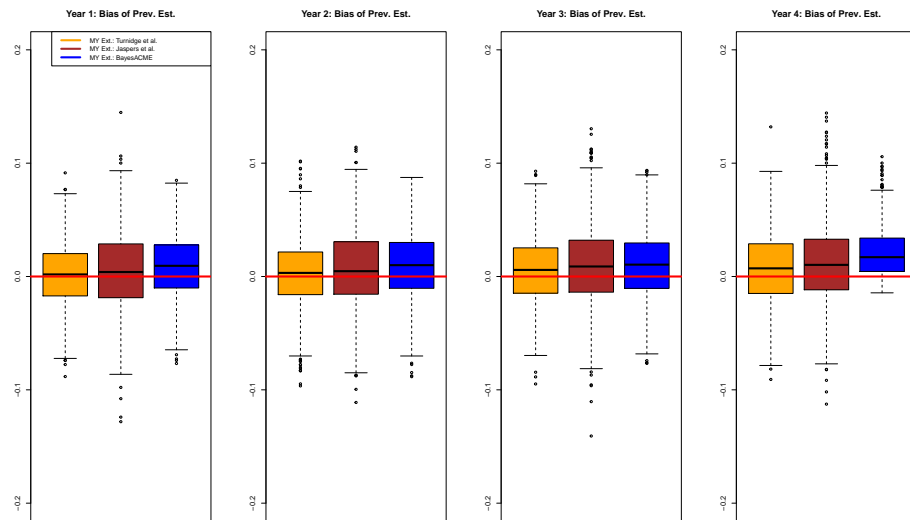 Year 1: Bias of Prev. Est.
0.2
0.1
0.0
−0.1
−0.2
MY Ext.: Turnidge et al.
MY Ext.: Jaspers et al.
MY Ext.: BayesACME
Year 2: Bias of Prev. Est.
0.2
0.1
0.0
−0.1
−0.2
Year 3: Bias of Prev. Est.
0.2
0.1
0.0
−0.1
−0.2
Year 4: Bias of Prev. Est.
0.2
0.1
0.0
−0.1
−0.2